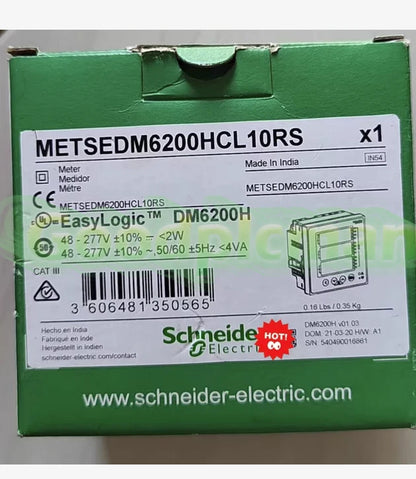 METSEDM6200HCL10RS x1
Meter
Medidor
Métre
Made In India
IN54
METSEDM6200HCL10RS
METSEDM6200HCL10RS
EasyLogic™ DM6200H
48 - 277V ±10% ⎓ <2W
48 - 277V ±10% ~ ,50/60 ±5Hz <4VA
50
CAT III
3 606481 350565
0.16 Lbs / 0.35 Kg
Hecho en India
Fabriqué en Inde
Hergestellt in Indien
schneider-electric.com/contact
Schneider
Electric
HOT!
DM6200H v01.03
DOM: 21-03-20 H/W: A1
S/N: 540490016861
www.schneider-electric.com